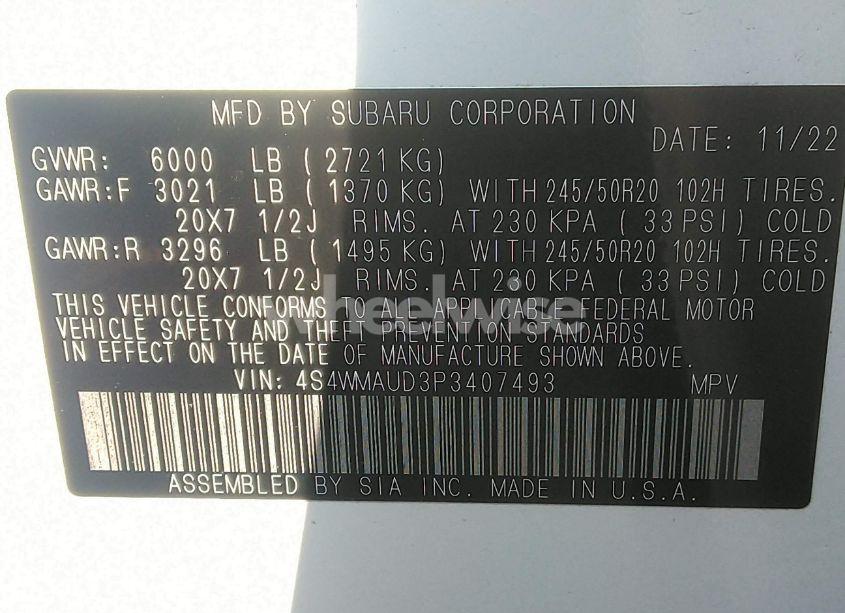 MFD BY SUBARU CORPORATION
DATE: 11/22
GVWR: 6000 LB ( 2721 KG)
GAWR:F 3021 LB ( 1370 KG) WITH 245/50R20 102H TIRES.
20X7 1/2J RIMS. AT 230 KPA ( 33 PSI) COLD
GAWR:R 3296 LB ( 1495 KG) WITH 245/50R20 102H TIRES.
20X7 1/2J RIMS. AT 230 KPA ( 33 PSI) COLD
THIS VEHICLE CONFORMS TO ALL APPLICABLE FEDERAL MOTOR
VEHICLE SAFETY AND THEFT PREVENTION STANDARDS
IN EFFECT ON THE DATE OF MANUFACTURE SHOWN ABOVE.
wheelwise
VIN: 4S4WMAUD3P3407493 MPV
ASSEMBLED BY SIA INC. MADE IN U.S.A.